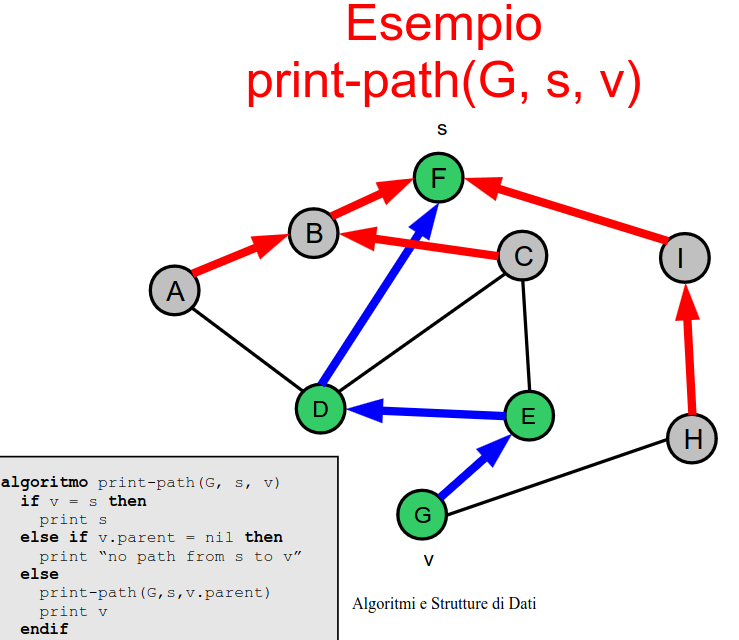 Esempio
print-path(G, s, v)
s
F
B
C
I
A
D
E
H
G
v
algoritmo print-path(G, s, v)
if v = s then
print s
else if v.parent = nil then
print “no path from s to v”
else
print-path(G,s,v.parent)
print v
endif
Algoritmi e Strutture di Dati